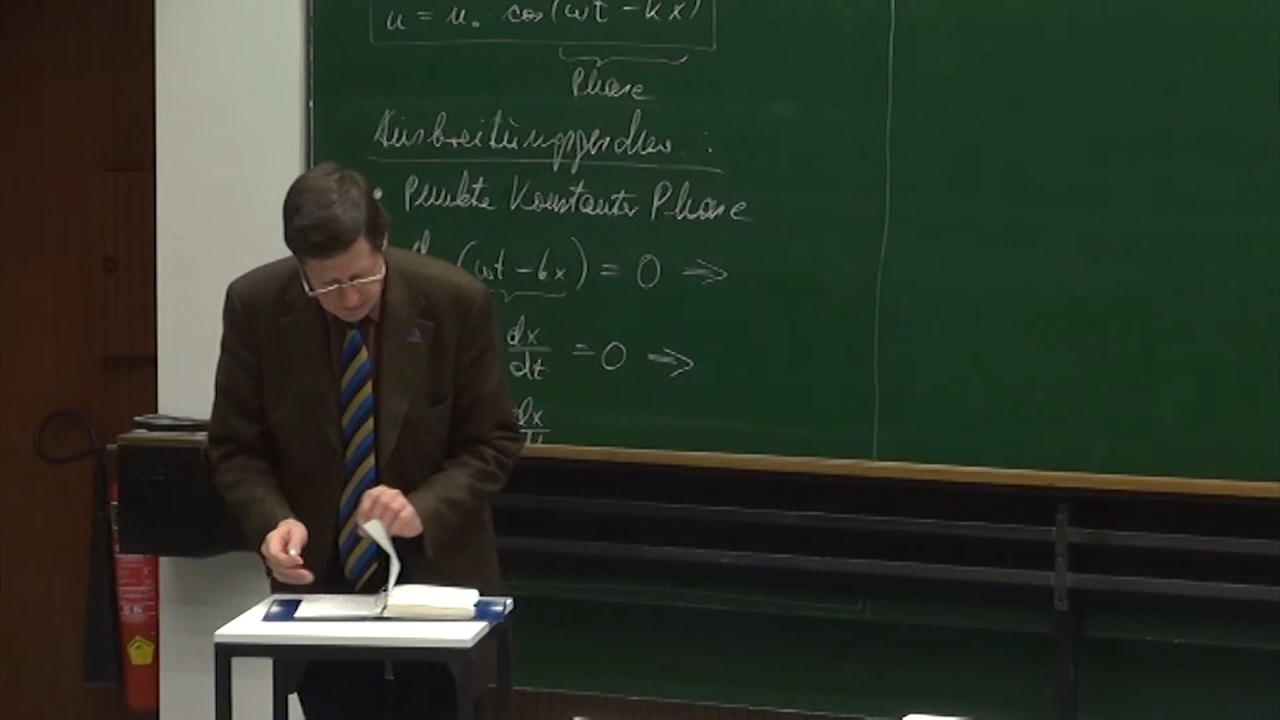 u = u₀ cos(ωt - kx)
Phase
Ausbreitungsgeschw. :
• Punkte Konstanter Phase
(ωt - kx) = 0 ⇒
dx/dt = 0 ⇒
dx